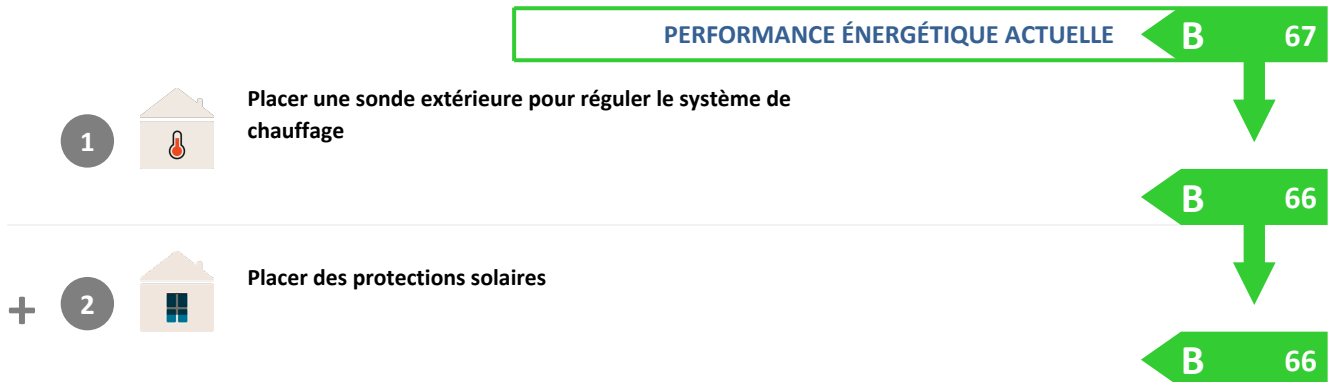 PERFORMANCE ÉNERGÉTIQUE ACTUELLE B 67
Placer une sonde extérieure pour réguler le système de
chauffage
1
B 66
Placer des protections solaires
+ 2
B 66